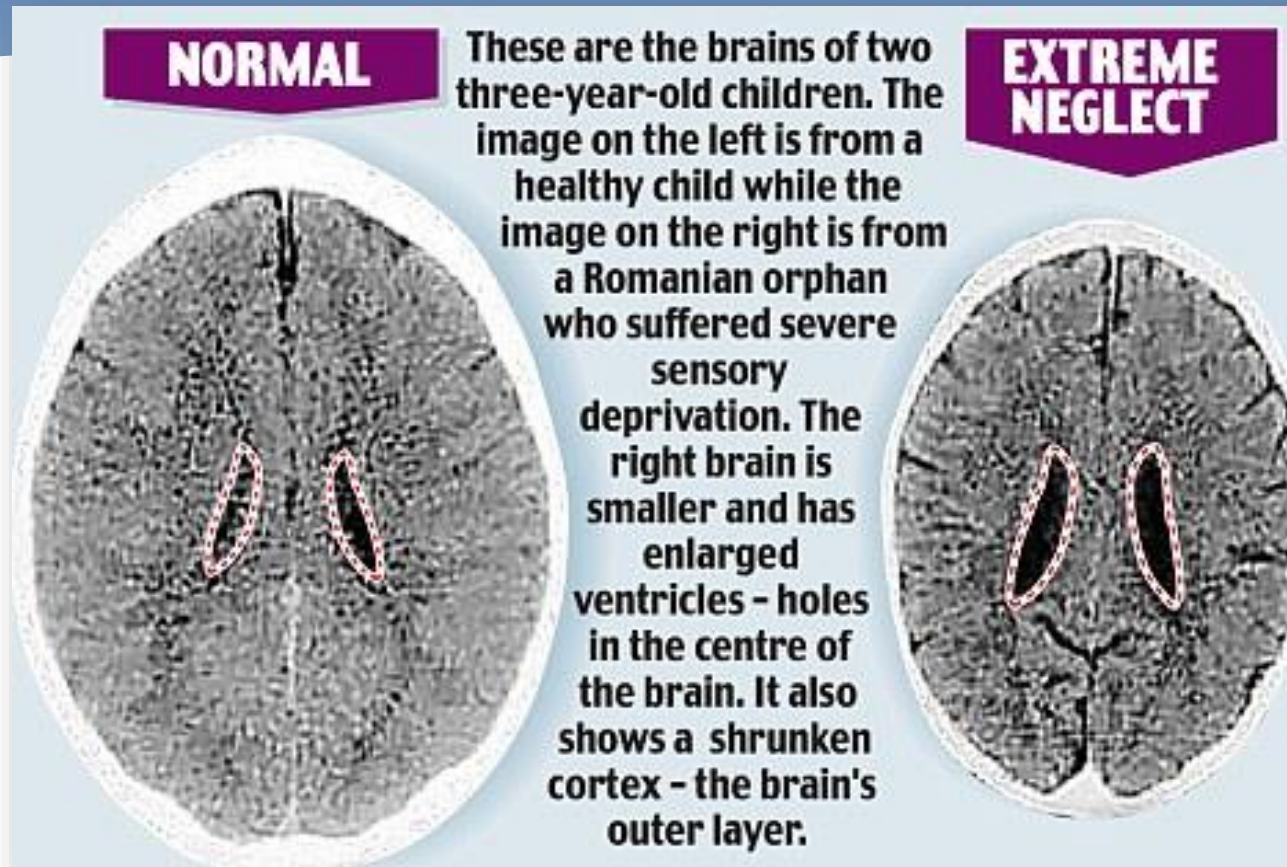 NORMAL
These are the brains of two
three-year-old children. The
image on the left is from a
healthy child while the
image on the right is from
a Romanian orphan
who suffered severe
sensory
deprivation. The
right brain is
smaller and has
enlarged
ventricles – holes
in the centre of
the brain. It also
shows a shrunken
cortex – the brain's
outer layer.
EXTREME
NEGLECT